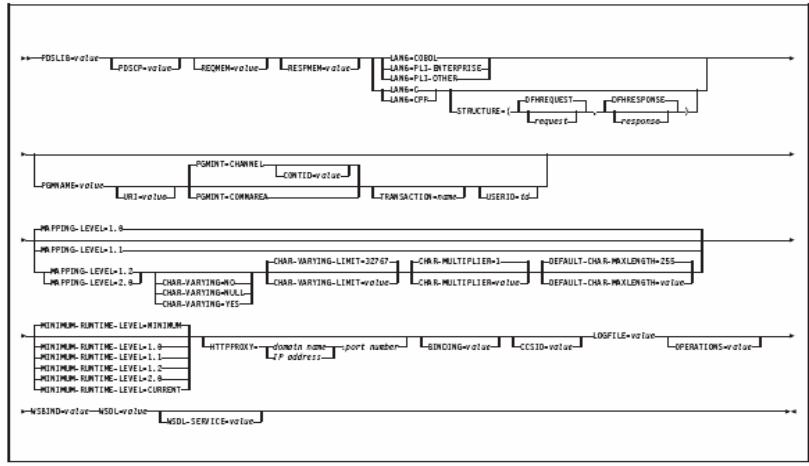 PDSLIB=value
PDSCP=value
REQMEM=value
RESPMEM=value
LANG=COBOL
LANG=PLI-ENTERPRISE
LANG=PLI-OTHER
LANG=C
LANG=CPP
STRUCTURE=(
DFHREQUEST
request
,
DFHRESPONSE
response
)
PGMNAME=value
URI=value
PGMINT=CHANNEL
CONTID=value
PGMINT=COMMAREA
TRANSACTION=name
USERID=id
MAPPING-LEVEL=1.0
MAPPING-LEVEL=1.1
MAPPING-LEVEL=1.2
MAPPING-LEVEL=2.0
CHAR-VARYING=NO
CHAR-VARYING=NULL
CHAR-VARYING=YES
CHAR-VARYING-LIMIT=32767
CHAR-VARYING-LIMIT=value
CHAR-MULTIPLIER=1
CHAR-MULTIPLIER=value
DEFAULT-CHAR-MAXLENGTH=255
DEFAULT-CHAR-MAXLENGTH=value
MINIMUM-RUNTIME-LEVEL=MINIMUM
MINIMUM-RUNTIME-LEVEL=1.0
MINIMUM-RUNTIME-LEVEL=1.1
MINIMUM-RUNTIME-LEVEL=1.2
MINIMUM-RUNTIME-LEVEL=2.0
MINIMUM-RUNTIME-LEVEL=CURRENT
HTTPPROXY=
domain name
IP address
:port number
BINDING=value
CCSID=value
LOGFILE=value
OPERATIONS=value
WSBIND=value
WSDL=value
WSDL-SERVICE=value